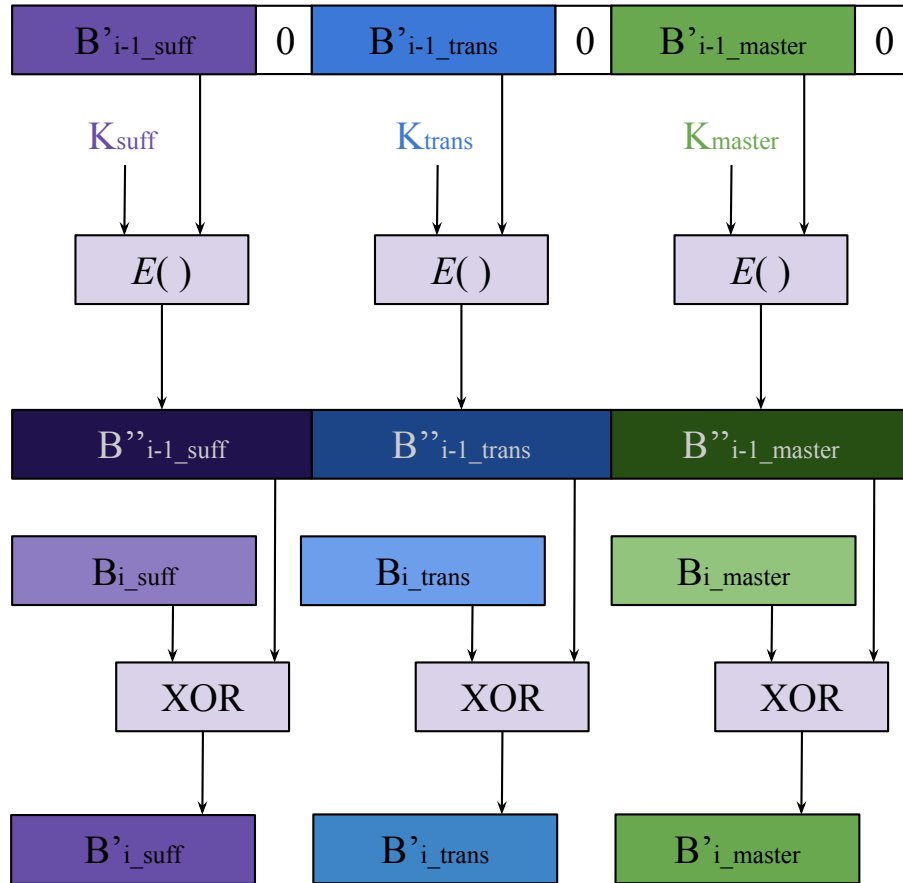 B’i-1_suff 0 B’i-1_trans 0 B’i-1_master 0
Ksuff Ktrans Kmaster
E( ) E( ) E( )
B’’i-1_suff B’’i-1_trans B’’i-1_master
Bi_suff Bi_trans Bi_master
XOR XOR XOR
B’i_suff B’i_trans B’i_master